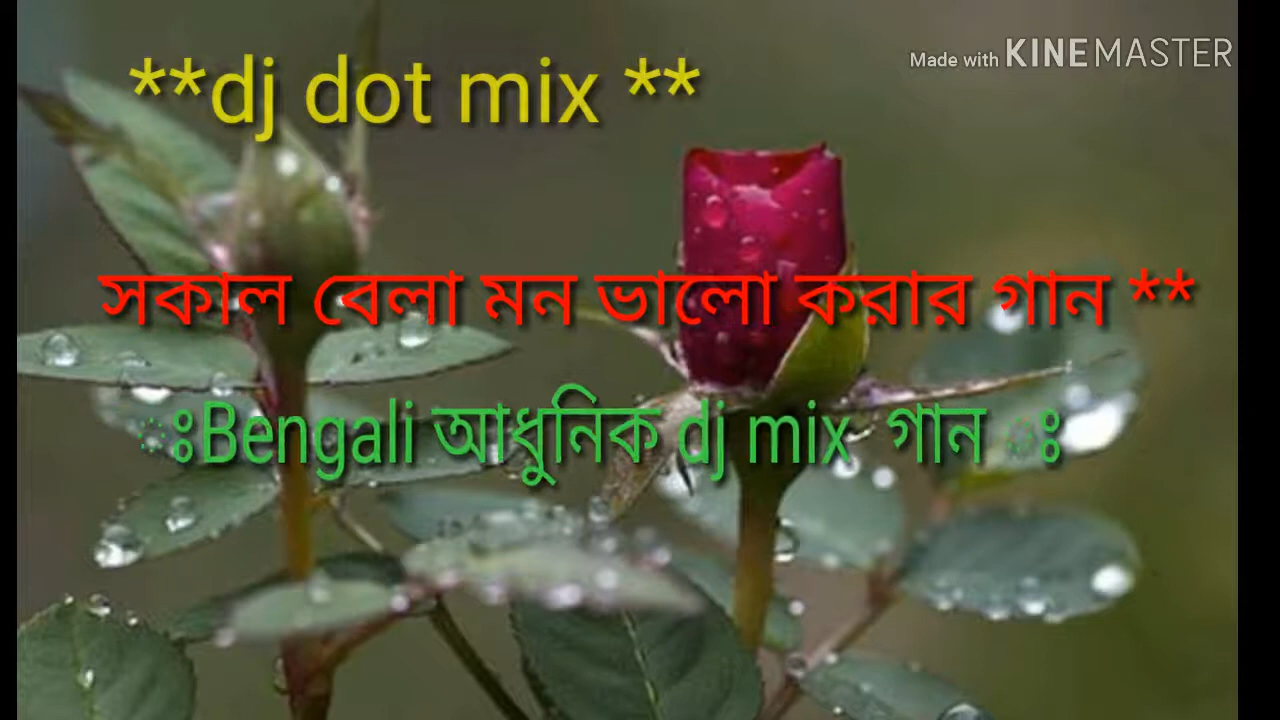 **dj dot mix **
Made with KINEMASTER
সকাল বেলা মন ভালো করার গান **
ঃBengali আধুনিক dj mix গান ঃ